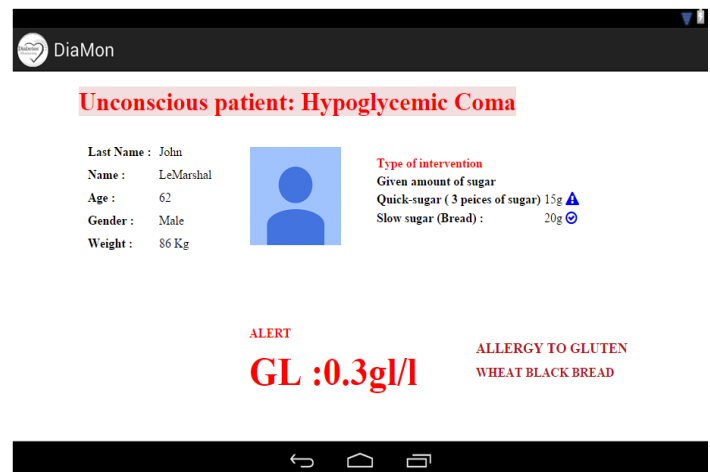 DiaMon
Unconscious patient: Hypoglycemic Coma
Last Name : John
Name : LeMarshal
Age : 62
Gender : Male
Weight : 86 Kg
Type of intervention
Given amount of sugar
Quick-sugar ( 3 peices of sugar) 15g
Slow sugar (Bread) : 20g
ALERT
GL :0.3gl/l
ALLERGY TO GLUTEN
WHEAT BLACK BREAD